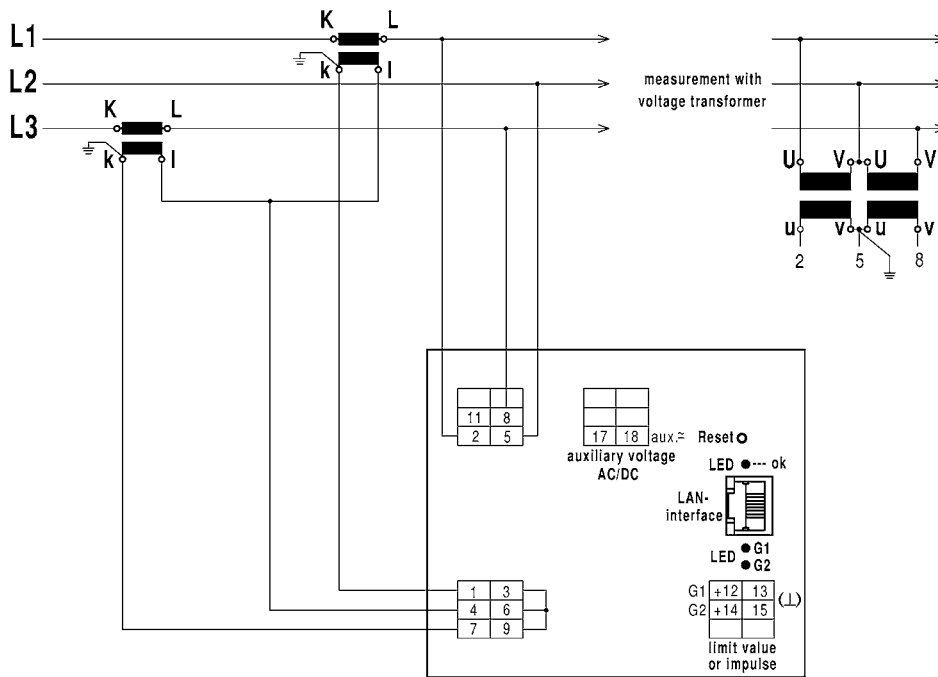 K L
L1
k l
L2
measurement with
voltage transformer
K L
L3
k l
U V U V
u v u v
2 5 8
11 8
2 5
17 18 aux.≂ Reset
auxiliary voltage
AC/DC
LED --- ok
LAN-
interface
LED G1
G2
1 3
4 6
7 9
G1 +12 13 (⊥)
G2 +14 15
limit value
or impulse